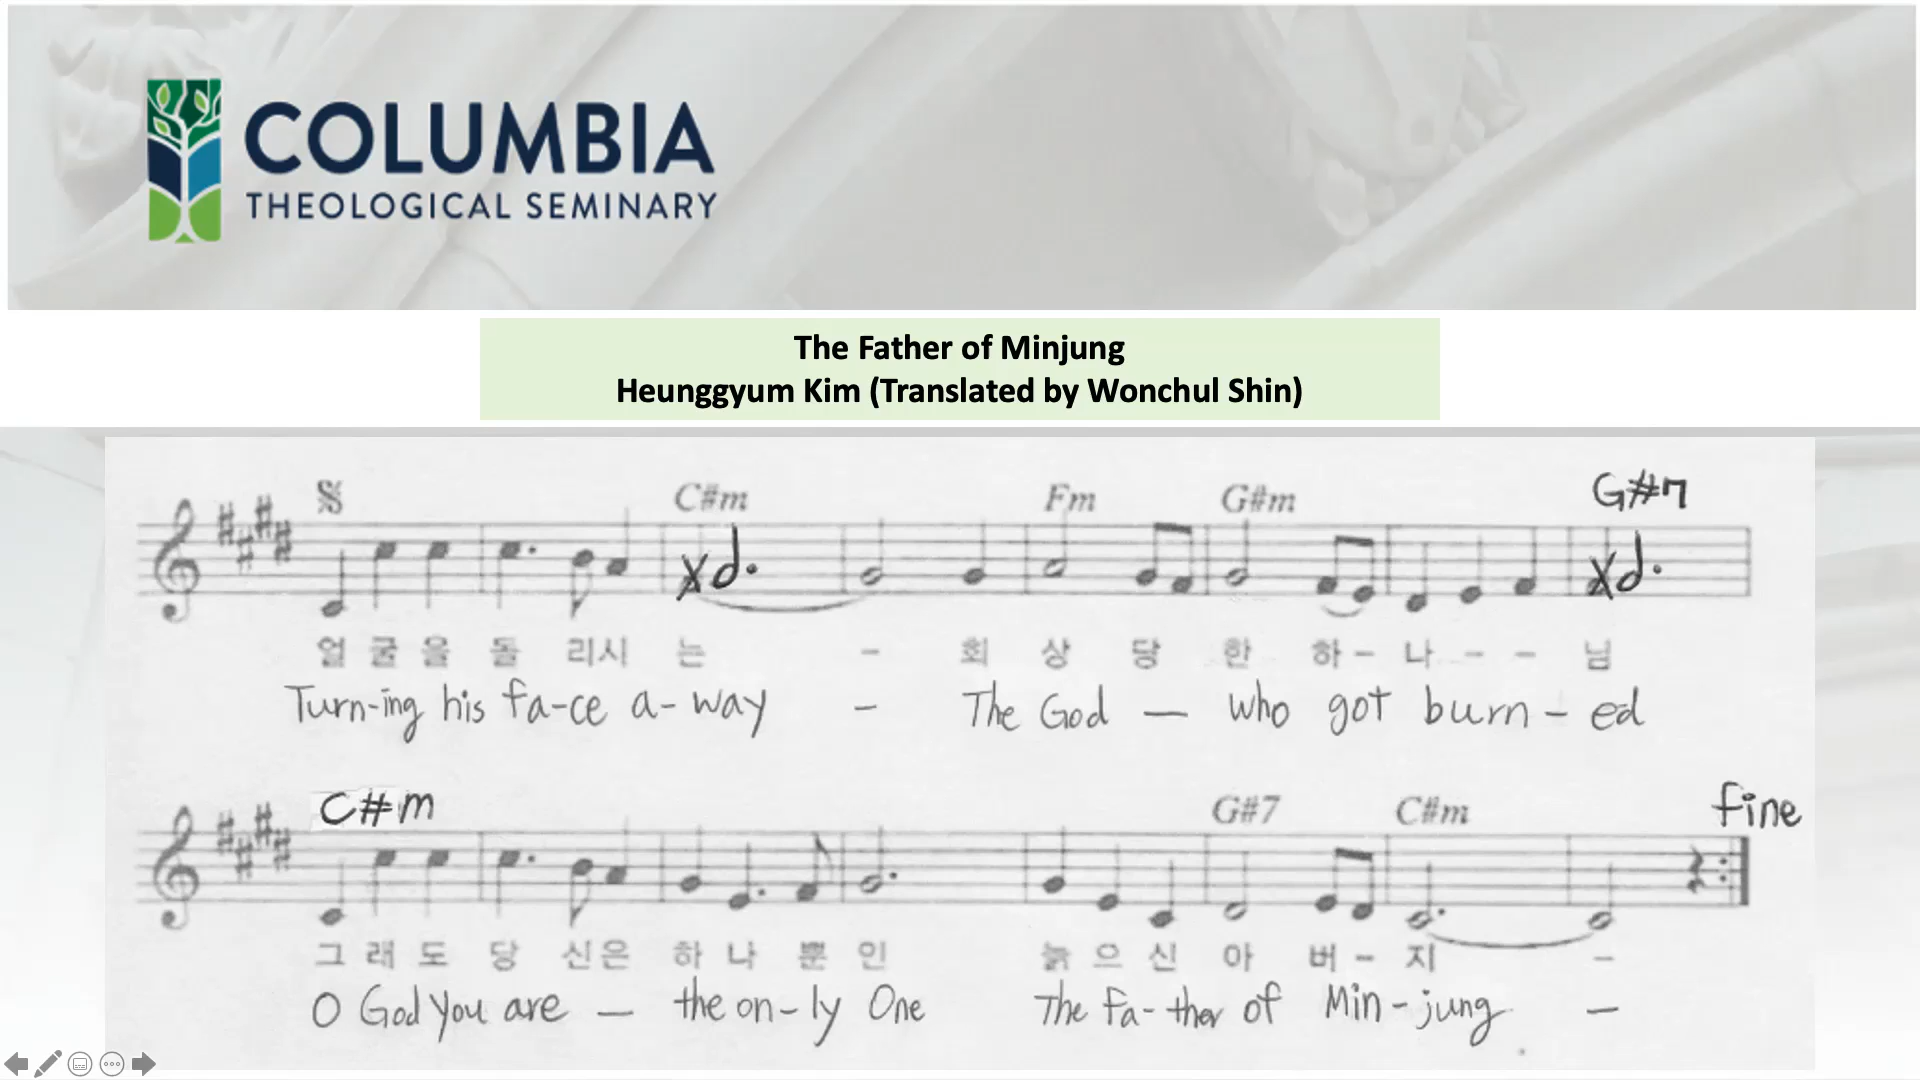 COLUMBIA
THEOLOGICAL SEMINARY
The Father of Minjung
Heunggyum Kim (Translated by Wonchul Shin)
C#m Fm G#m G#7
얼 굴 을 돌 리시 는 - 회 상 당 한 하 - 나 - - 님
Turn-ing his fa-ce a-way - The God — who got burn-ed
C#m G#7 C#m fine
그 래 도 당 신은 하 나 뿐 인 늙 으 신 아 버 - 지 -
O God you are — the on-ly One The Fa-ther of Min-jung —